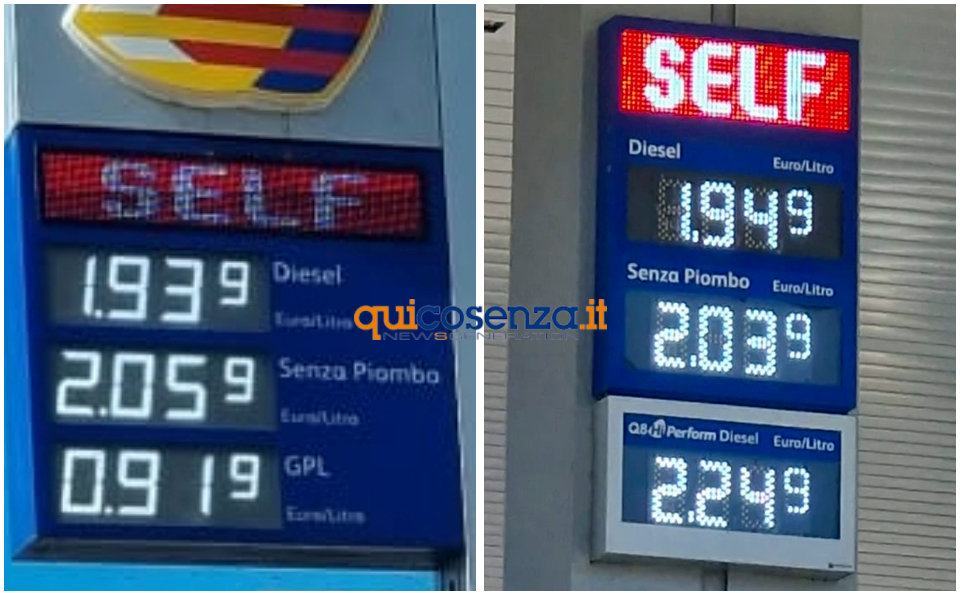 SELF
1.939 Diesel
Euro/Litro
2.059 Senza Piombo
Euro/Litro
0.919 GPL
Euro/Litro
quicosenza.it
NEWSGENERATION
SELF
Diesel Euro/Litro
1.949
Senza Piombo Euro/Litro
2.039
Q8 Hi Perform Diesel Euro/Litro
2.249